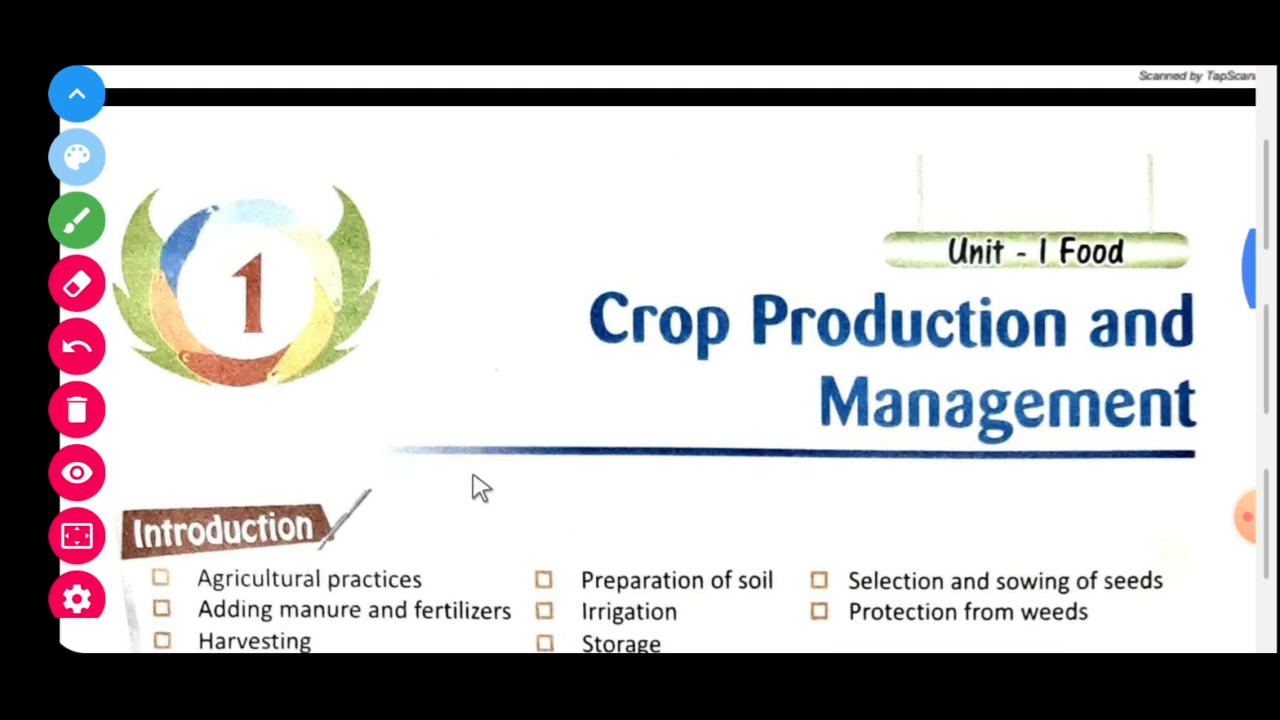 Scanned by TapScan
1
Unit - 1 Food
Crop Production and
Management
Introduction
Agricultural practices
Preparation of soil
Selection and sowing of seeds
Adding manure and fertilizers
Irrigation
Protection from weeds
Harvesting
Storage